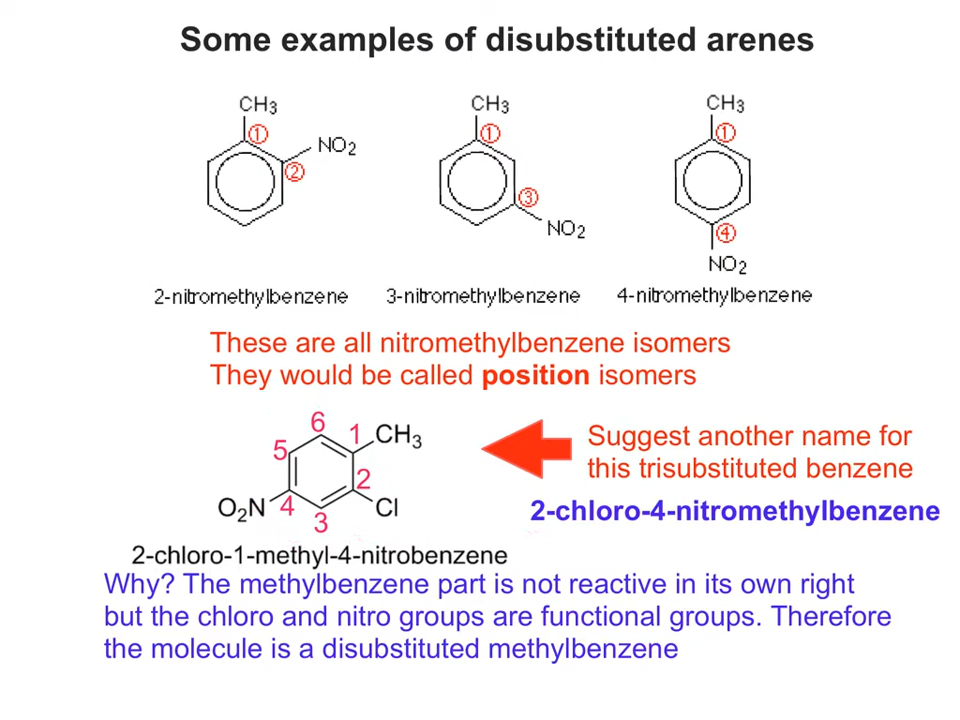 Some examples of disubstituted arenes
CH3
1
NO2
2
CH3
1
3
NO2
CH3
1
4
NO2
2-nitromethylbenzene
3-nitromethylbenzene
4-nitromethylbenzene
These are all nitromethylbenzene isomers
They would be called position isomers
6
1
CH3
5
2
O2N
4
3
Cl
2-chloro-1-methyl-4-nitrobenzene
Suggest another name for
this trisubstituted benzene
2-chloro-4-nitromethylbenzene
Why? The methylbenzene part is not reactive in its own right
but the chloro and nitro groups are functional groups. Therefore
the molecule is a disubstituted methylbenzene